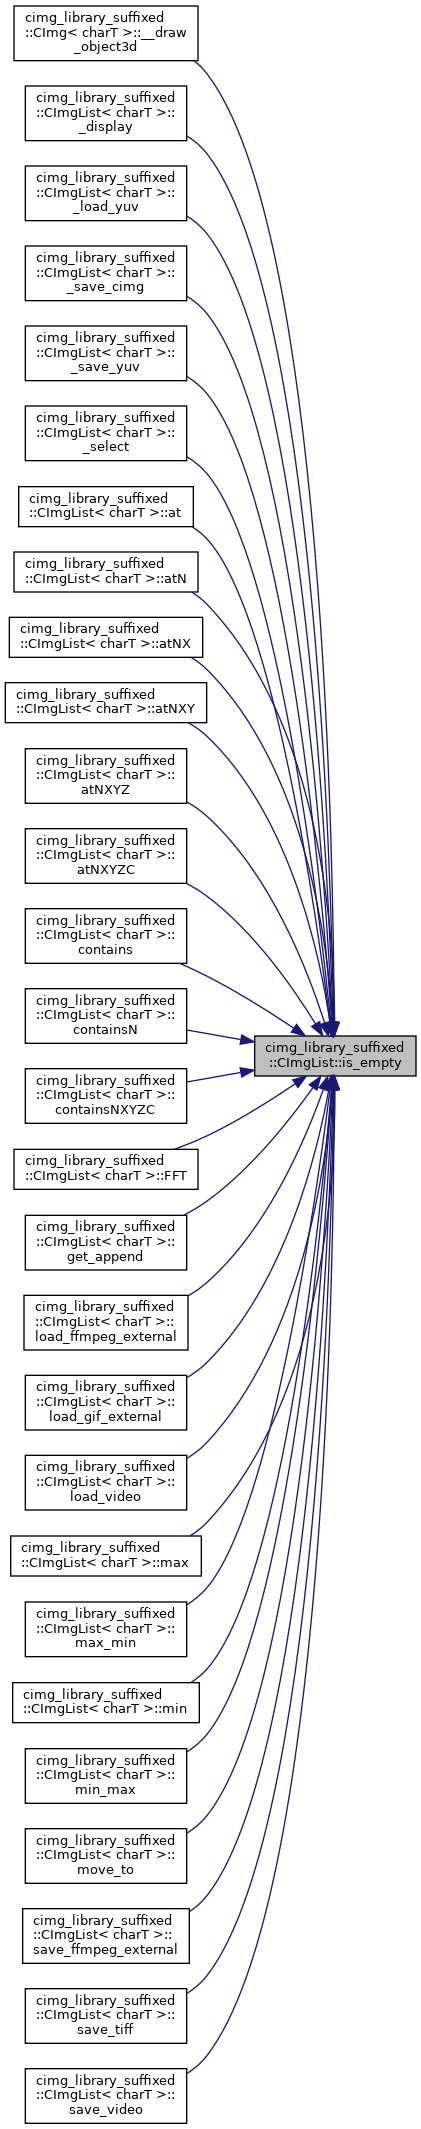 cimg_library_suffixed
::CImg< charT >::__draw
_object3d
cimg_library_suffixed
::CImgList< charT >::
_display
cimg_library_suffixed
::CImgList< charT >::
_load_yuv
cimg_library_suffixed
::CImgList< charT >::
_save_cimg
cimg_library_suffixed
::CImgList< charT >::
_save_yuv
cimg_library_suffixed
::CImgList< charT >::
_select
cimg_library_suffixed
::CImgList< charT >::at
cimg_library_suffixed
::CImgList< charT >::atN
cimg_library_suffixed
::CImgList< charT >::atNX
cimg_library_suffixed
::CImgList< charT >::atNXY
cimg_library_suffixed
::CImgList< charT >::
atNXYZ
cimg_library_suffixed
::CImgList< charT >::
atNXYZC
cimg_library_suffixed
::CImgList< charT >::
contains
cimg_library_suffixed
::CImgList< charT >::
containsN
cimg_library_suffixed
::CImgList::is_empty
cimg_library_suffixed
::CImgList< charT >::
containsNXYZC
cimg_library_suffixed
::CImgList< charT >::FFT
cimg_library_suffixed
::CImgList< charT >::
get_append
cimg_library_suffixed
::CImgList< charT >::
load_ffmpeg_external
cimg_library_suffixed
::CImgList< charT >::
load_gif_external
cimg_library_suffixed
::CImgList< charT >::
load_video
cimg_library_suffixed
::CImgList< charT >::max
cimg_library_suffixed
::CImgList< charT >::
max_min
cimg_library_suffixed
::CImgList< charT >::min
cimg_library_suffixed
::CImgList< charT >::
min_max
cimg_library_suffixed
::CImgList< charT >::
move_to
cimg_library_suffixed
::CImgList< charT >::
save_ffmpeg_external
cimg_library_suffixed
::CImgList< charT >::
save_tiff
cimg_library_suffixed
::CImgList< charT >::
save_video